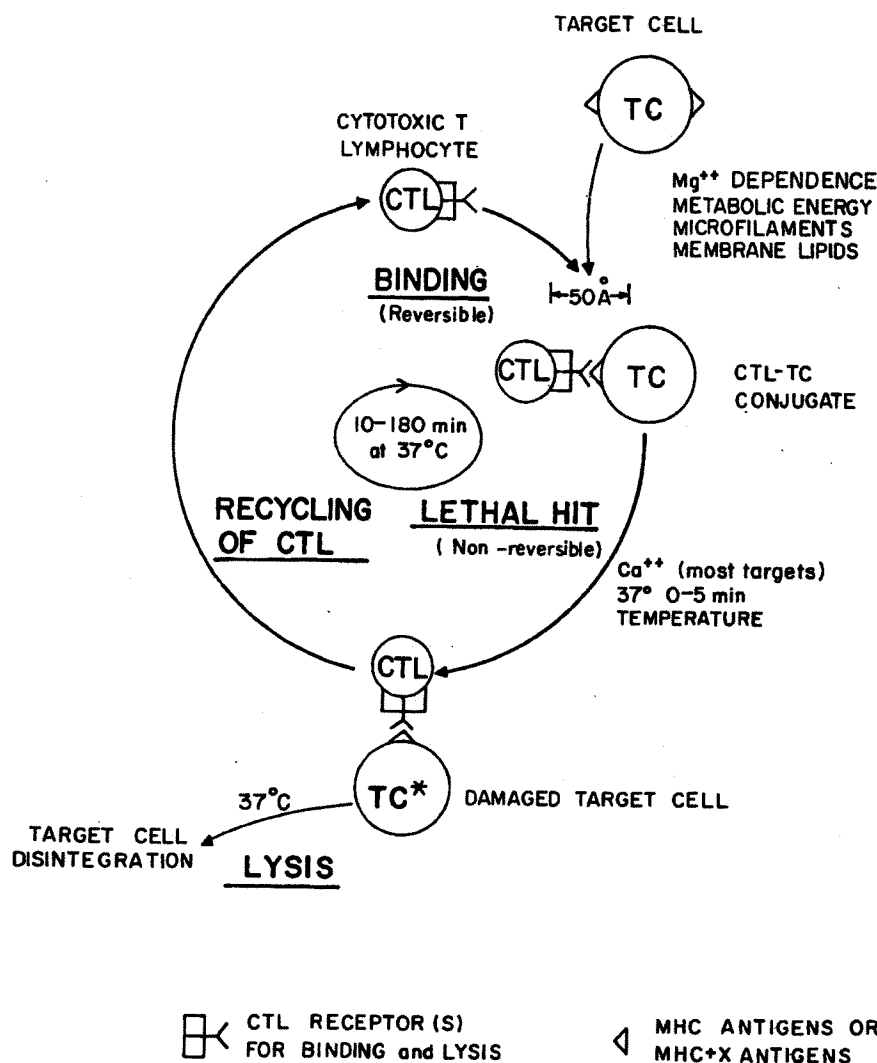 TARGET CELL
TC
CYTOTOXIC T
LYMPHOCYTE
CTL
Mg++ DEPENDENCE
METABOLIC ENERGY
MICROFILAMENTS
MEMBRANE LIPIDS
BINDING
(Reversible)
50Å
CTL
TC
CTL-TC
CONJUGATE
10-180 min
at 37°C
RECYCLING
OF CTL
LETHAL HIT
(Non-reversible)
Ca++ (most targets)
37° 0-5 min
TEMPERATURE
CTL
TC*
DAMAGED TARGET CELL
37°C
TARGET CELL
DISINTEGRATION
LYSIS
CTL RECEPTOR(S)
FOR BINDING and LYSIS
MHC ANTIGENS OR
MHC+X ANTIGENS